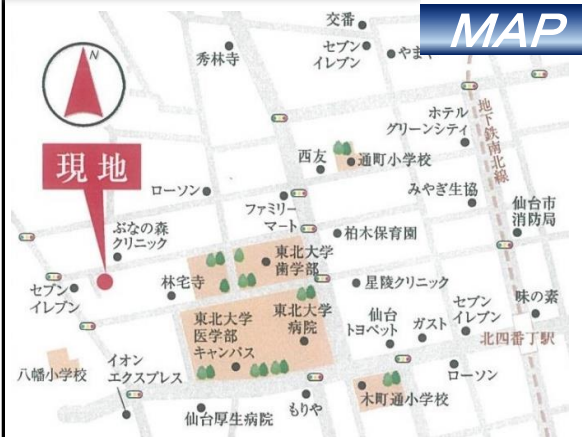 MAP
交番
セブン
イレブン
やまや
秀林寺
N
ホテル
グリーンシティ
地下鉄南北線
現地
西友
通町小学校
ローソン
みやぎ生協
ファミリー
マート
仙台市
消防局
ぶなの森
クリニック
柏木保育園
東北大学
歯学部
林宅寺
星陵クリニック
セブン
イレブン
東北大学
医学部
キャンパス
東北大学
病院
仙台
トヨペット
ガスト
セブン
イレブン
味の素
北四番丁駅
八幡小学校
イオン
エクスプレス
ローソン
木町通小学校
もりや
仙台厚生病院